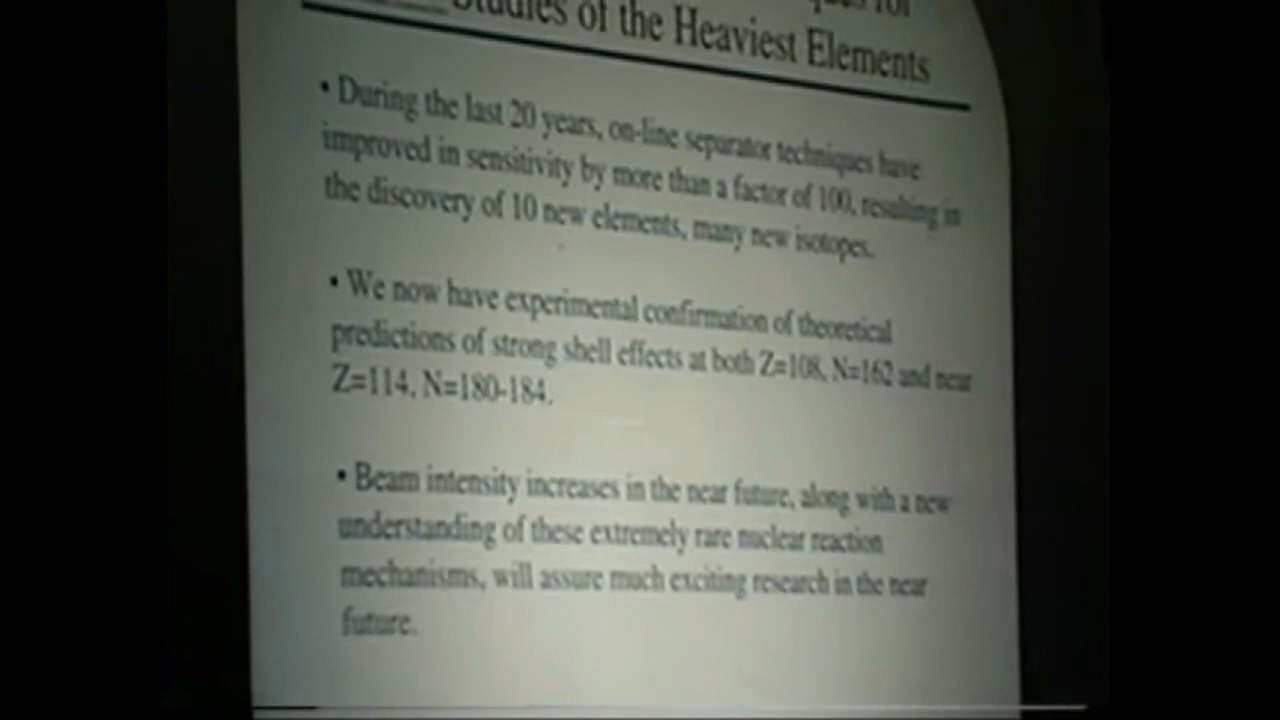 for
Studies of the Heaviest Elements
• During the last 20 years, on-line separator techniques have
improved in sensitivity by more than a factor of 100, resulting in
the discovery of 10 new elements, many new isotopes.
• We now have experimental confirmation of theoretical
predictions of strong shell effects at both Z=108, N=162 and near
Z=114, N=180-184.
• Beam intensity increases in the near future, along with a new
understanding of these extremely rare nuclear reaction
mechanisms, will assure much exciting research in the near
future.